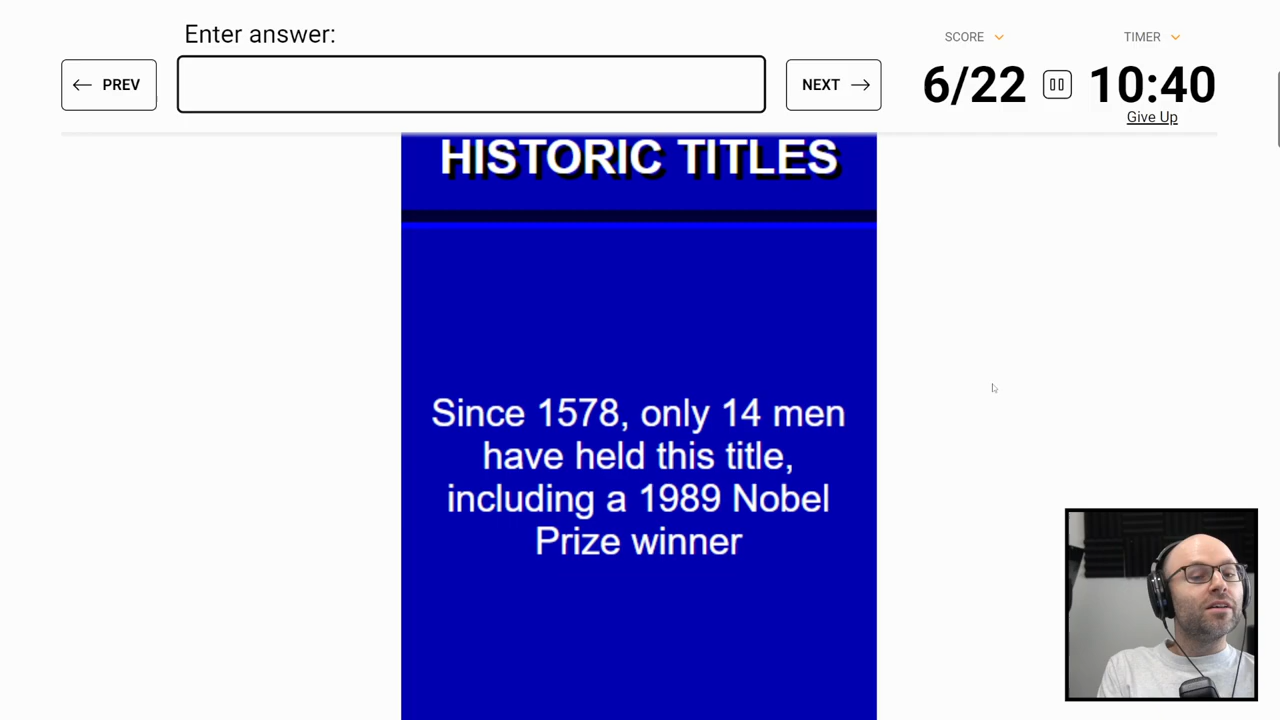 Enter answer:
SCORE
TIMER
← PREV
NEXT →
6/22
10:40
Give Up
HISTORIC TITLES
Since 1578, only 14 men
have held this title,
including a 1989 Nobel
Prize winner